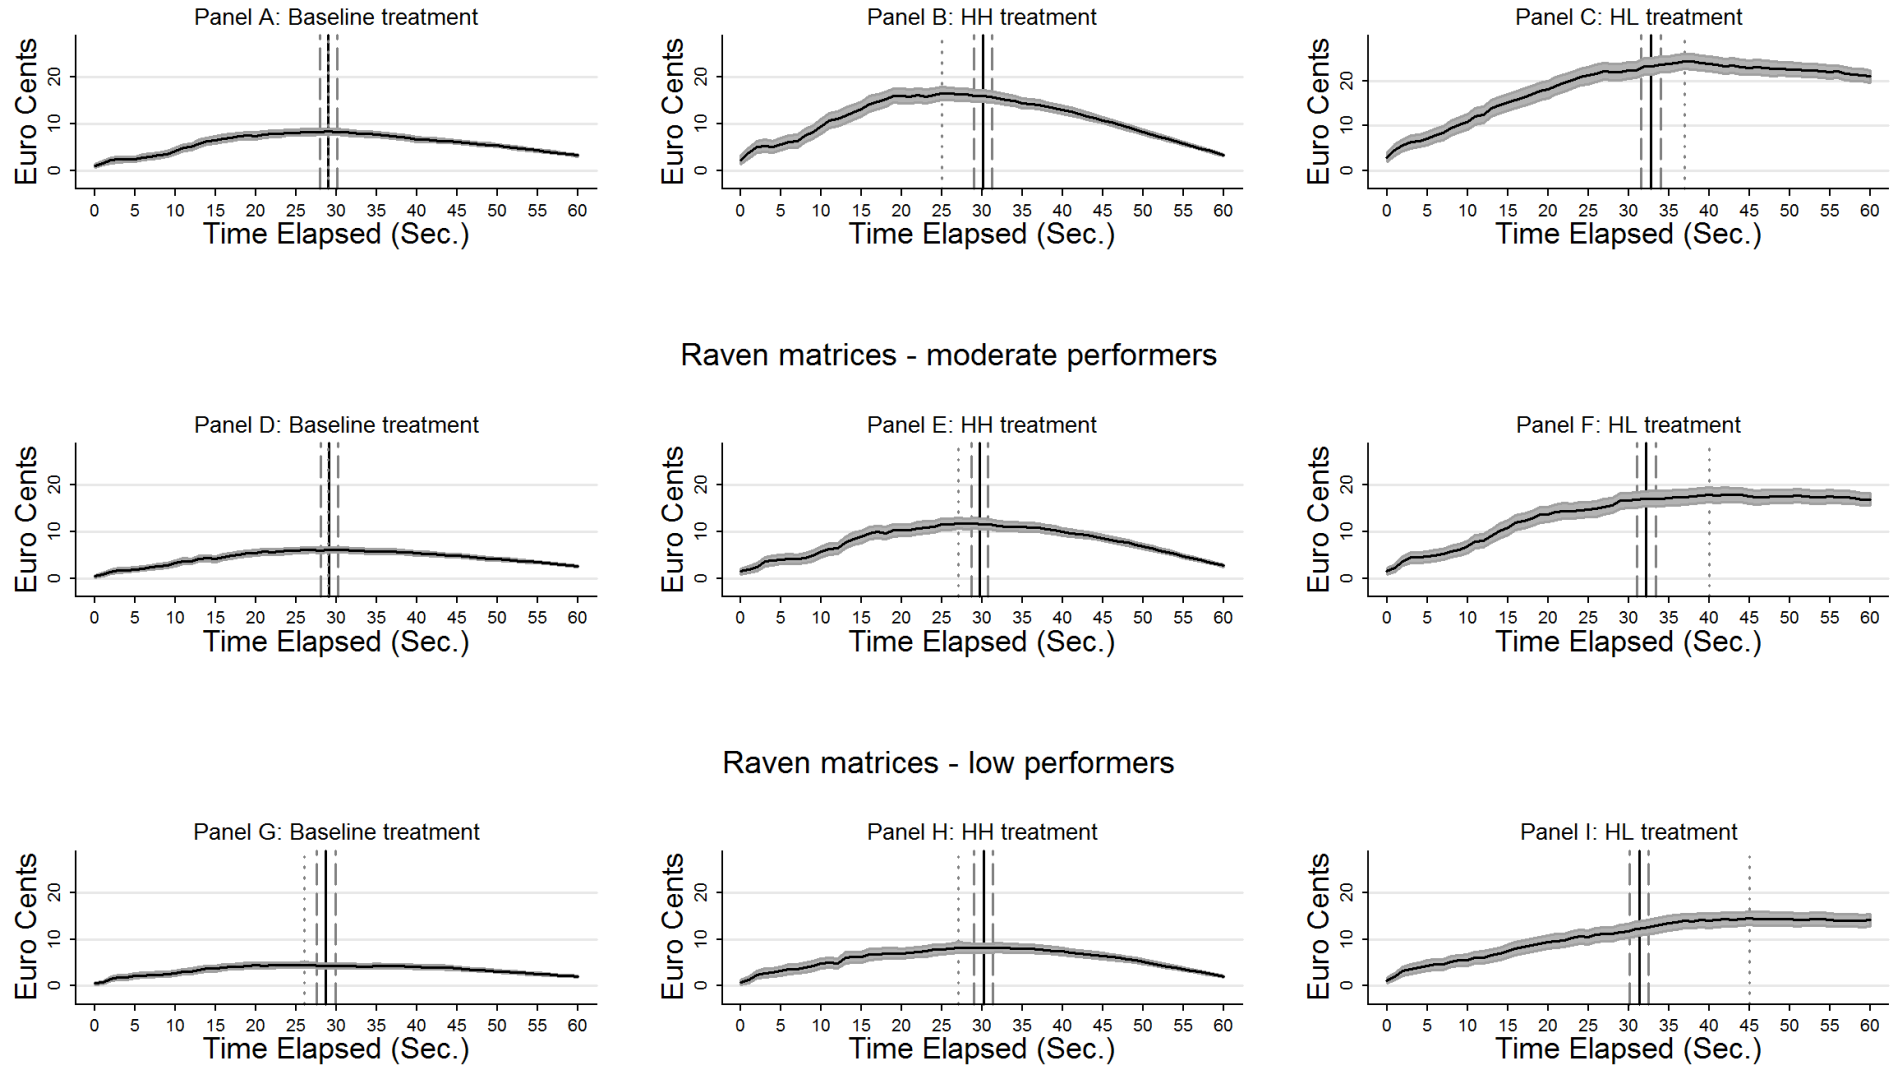 Panel A: Baseline treatment
Euro Cents
0 10 20
0 5 10 15 20 25 30 35 40 45 50 55 60
Time Elapsed (Sec.)
Panel B: HH treatment
Euro Cents
0 10 20
0 5 10 15 20 25 30 35 40 45 50 55 60
Time Elapsed (Sec.)
Panel C: HL treatment
Euro Cents
0 10 20
0 5 10 15 20 25 30 35 40 45 50 55 60
Time Elapsed (Sec.)
Raven matrices - moderate performers
Panel D: Baseline treatment
Euro Cents
0 10 20
0 5 10 15 20 25 30 35 40 45 50 55 60
Time Elapsed (Sec.)
Panel E: HH treatment
Euro Cents
0 10 20
0 5 10 15 20 25 30 35 40 45 50 55 60
Time Elapsed (Sec.)
Panel F: HL treatment
Euro Cents
0 10 20
0 5 10 15 20 25 30 35 40 45 50 55 60
Time Elapsed (Sec.)
Raven matrices - low performers
Panel G: Baseline treatment
Euro Cents
0 10 20
0 5 10 15 20 25 30 35 40 45 50 55 60
Time Elapsed (Sec.)
Panel H: HH treatment
Euro Cents
0 10 20
0 5 10 15 20 25 30 35 40 45 50 55 60
Time Elapsed (Sec.)
Panel I: HL treatment
Euro Cents
0 10 20
0 5 10 15 20 25 30 35 40 45 50 55 60
Time Elapsed (Sec.)